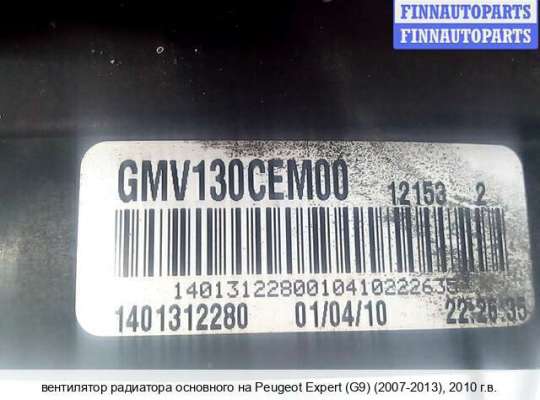 FINNAUTOPARTS
FINNAUTOPARTS
GMV130CEM00 12153 2
1401312280010410222635
1401312280 01/04/10 22:26:35
вентилятор радиатора основного на Peugeot Expert (G9) (2007-2013), 2010 г.в.